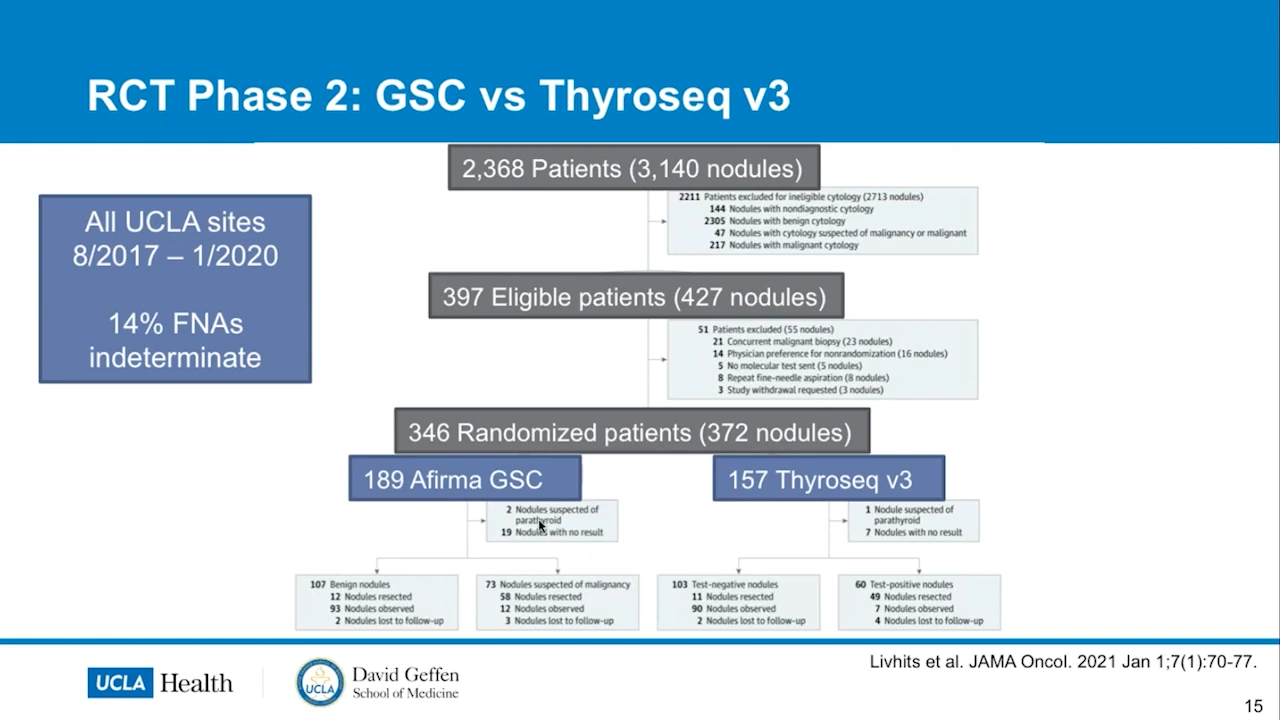 RCT Phase 2: GSC vs Thyroseq v3
2,368 Patients (3,140 nodules)
2211 Patients excluded for ineligible cytology (2713 nodules)
144 Nodules with nondiagnostic cytology
2305 Nodules with benign cytology
47 Nodules with cytology suspected of malignancy or malignant
217 Nodules with malignant cytology
All UCLA sites
8/2017 – 1/2020
14% FNAs
indeterminate
397 Eligible patients (427 nodules)
51 Patients excluded (55 nodules)
21 Concurrent malignant biopsy (23 nodules)
14 Physician preference for nonrandomization (16 nodules)
5 No molecular test sent (5 nodules)
8 Repeat fine-needle aspiration (8 nodules)
3 Study withdrawal requested (3 nodules)
346 Randomized patients (372 nodules)
189 Afirma GSC
157 Thyroseq v3
2 Nodules suspected of
parathyroid
19 Nodules with no result
1 Nodule suspected of
parathyroid
7 Nodules with no result
107 Benign nodules
12 Nodules resected
93 Nodules observed
2 Nodules lost to follow-up
73 Nodules suspected of malignancy
58 Nodules resected
12 Nodules observed
3 Nodules lost to follow-up
103 Test-negative nodules
11 Nodules resected
90 Nodules observed
2 Nodules lost to follow-up
60 Test-positive nodules
49 Nodules resected
7 Nodules observed
4 Nodules lost to follow-up
Livhits et al. JAMA Oncol. 2021 Jan 1;7(1):70-77.
UCLA Health
UCLA
David Geffen
School of Medicine
15